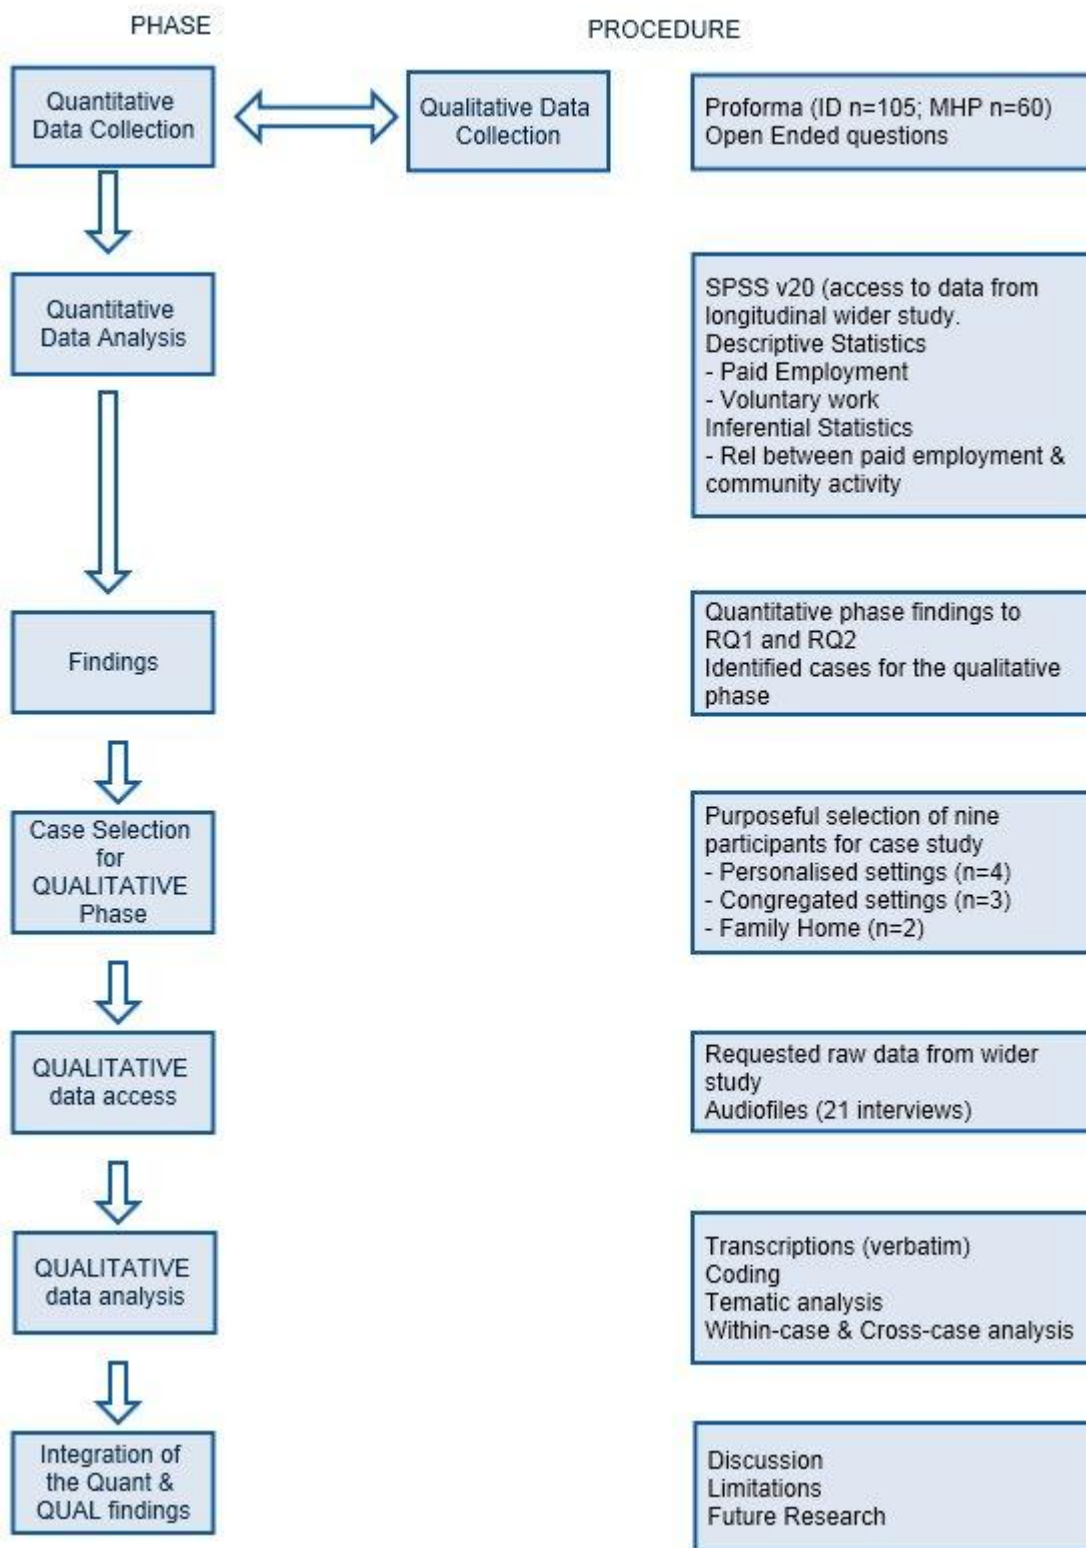 PHASE
PROCEDURE
Quantitative
Data Collection
Qualitative Data
Collection
Proforma (ID n=105; MHP n=60)
Open Ended questions
Quantitative
Data Analysis
SPSS v20 (access to data from
longitudinal wider study.
Descriptive Statistics
- Paid Employment
- Voluntary work
Inferential Statistics
- Rel between paid employment &
community activity
Findings
Quantitative phase findings to
RQ1 and RQ2
Identified cases for the qualitative
phase
Case Selection
for
QUALITATIVE
Phase
Purposeful selection of nine
participants for case study
- Personalised settings (n=4)
- Congregated settings (n=3)
- Family Home (n=2)
QUALITATIVE
data access
Requested raw data from wider
study
Audiofiles (21 interviews)
QUALITATIVE
data analysis
Transcriptions (verbatim)
Coding
Tematic analysis
Within-case & Cross-case analysis
Integration of
the Quant &
QUAL findings
Discussion
Limitations
Future Research